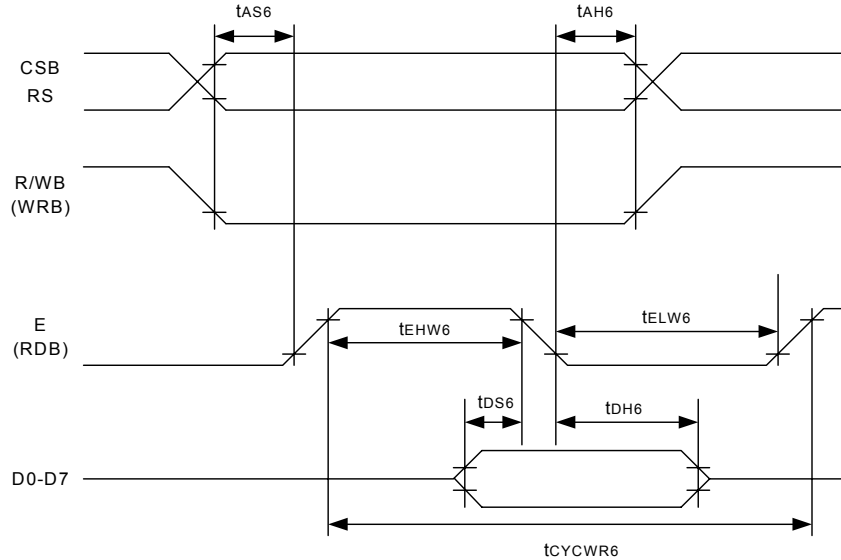 tAS6
tAH6
CSB
RS
R/WB
(WRB)
E
(RDB)
tEHW6
tELW6
tDS6
tDH6
D0-D7
tCYCWR6